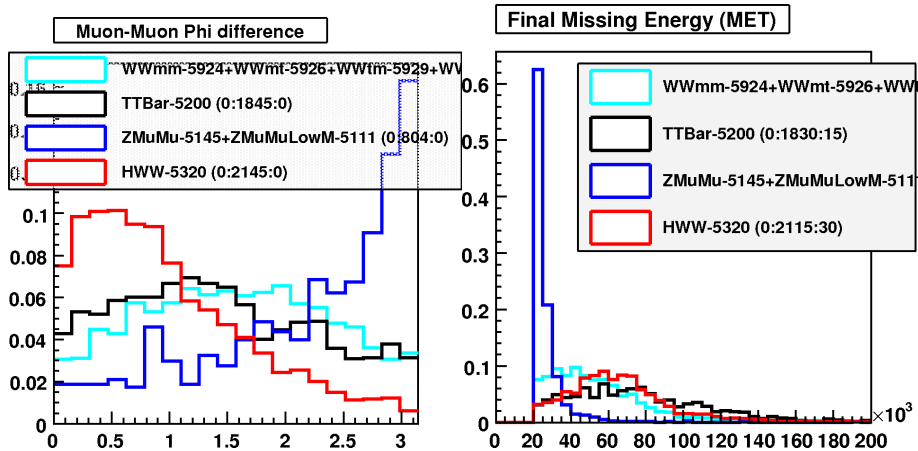 Muon-Muon Phi difference
WWmm-5924+WWmt-5926+WWtm-5929+WV
TTBar-5200 (0:1845:0)
ZMuMu-5145+ZMuMuLowM-5111 (0:804:0)
HWW-5320 (0:2145:0)
0.1
0.08
0.06
0.04
0.02
0
0 0.5 1 1.5 2 2.5 3
Final Missing Energy (MET)
WWmm-5924+WWmt-5926+WW
TTBar-5200 (0:1830:15)
ZMuMu-5145+ZMuMuLowM-511
HWW-5320 (0:2115:30)
0.6
0.5
0.4
0.3
0.2
0.1
0
0 20 40 60 80 100 120 140 160 180 200
×10³